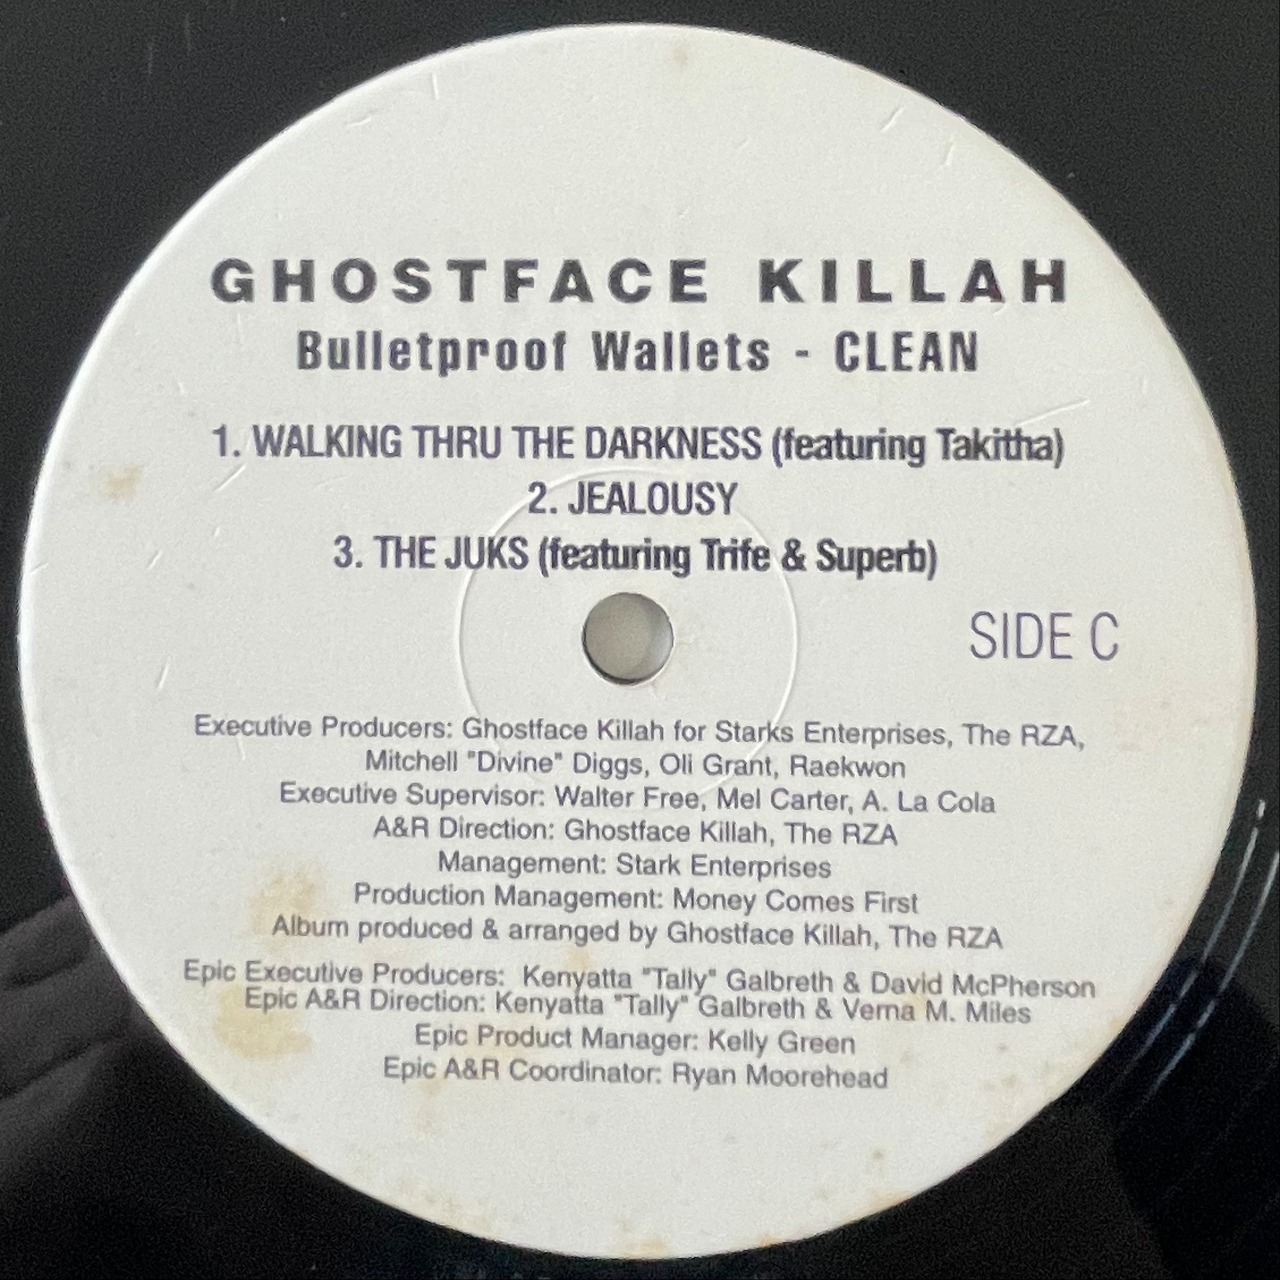 GHOSTFACE KILLAH
Bulletproof Wallets - CLEAN
1. WALKING THRU THE DARKNESS (featuring Takitha)
2. JEALOUSY
3. THE JUKS (featuring Trife & Superb)
SIDE C
Executive Producers: Ghostface Killah for Starks Enterprises, The RZA,
Mitchell "Divine" Diggs, Oli Grant, Raekwon
Executive Supervisor: Walter Free, Mel Carter, A. La Cola
A&R Direction: Ghostface Killah, The RZA
Management: Stark Enterprises
Production Management: Money Comes First
Album produced & arranged by Ghostface Killah, The RZA
Epic Executive Producers: Kenyatta "Tally" Galbreth & David McPherson
Epic A&R Direction: Kenyatta "Tally" Galbreth & Verna M. Miles
Epic Product Manager: Kelly Green
Epic A&R Coordinator: Ryan Moorehead